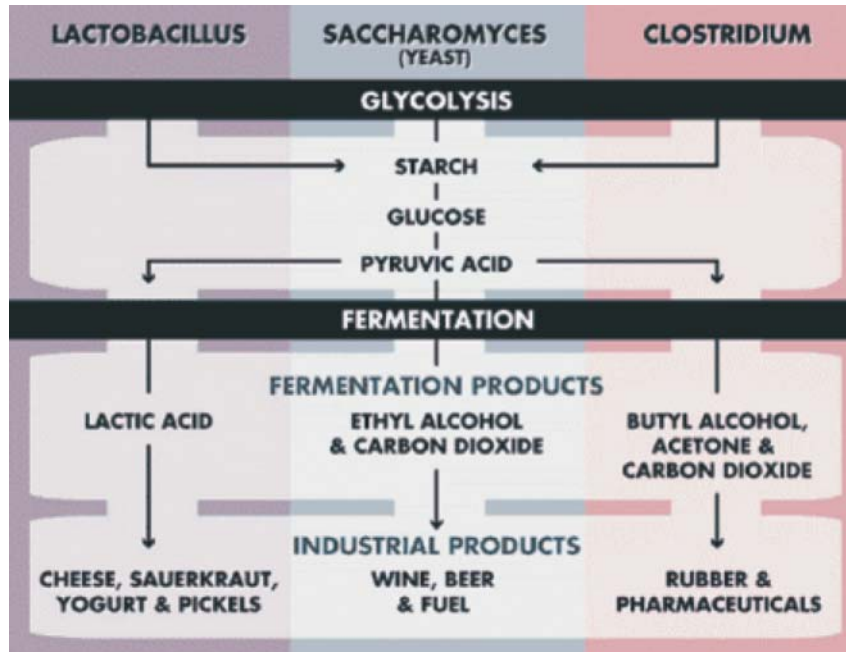 LACTOBACILLUS
SACCHAROMYCES
(YEAST)
CLOSTRIDIUM
GLYCOLYSIS
STARCH
GLUCOSE
PYRUVIC ACID
FERMENTATION
FERMENTATION PRODUCTS
LACTIC ACID
ETHYL ALCOHOL
& CARBON DIOXIDE
BUTYL ALCOHOL,
ACETONE &
CARBON DIOXIDE
INDUSTRIAL PRODUCTS
CHEESE, SAUERKRAUT,
YOGURT & PICKELS
WINE, BEER
& FUEL
RUBBER &
PHARMACEUTICALS